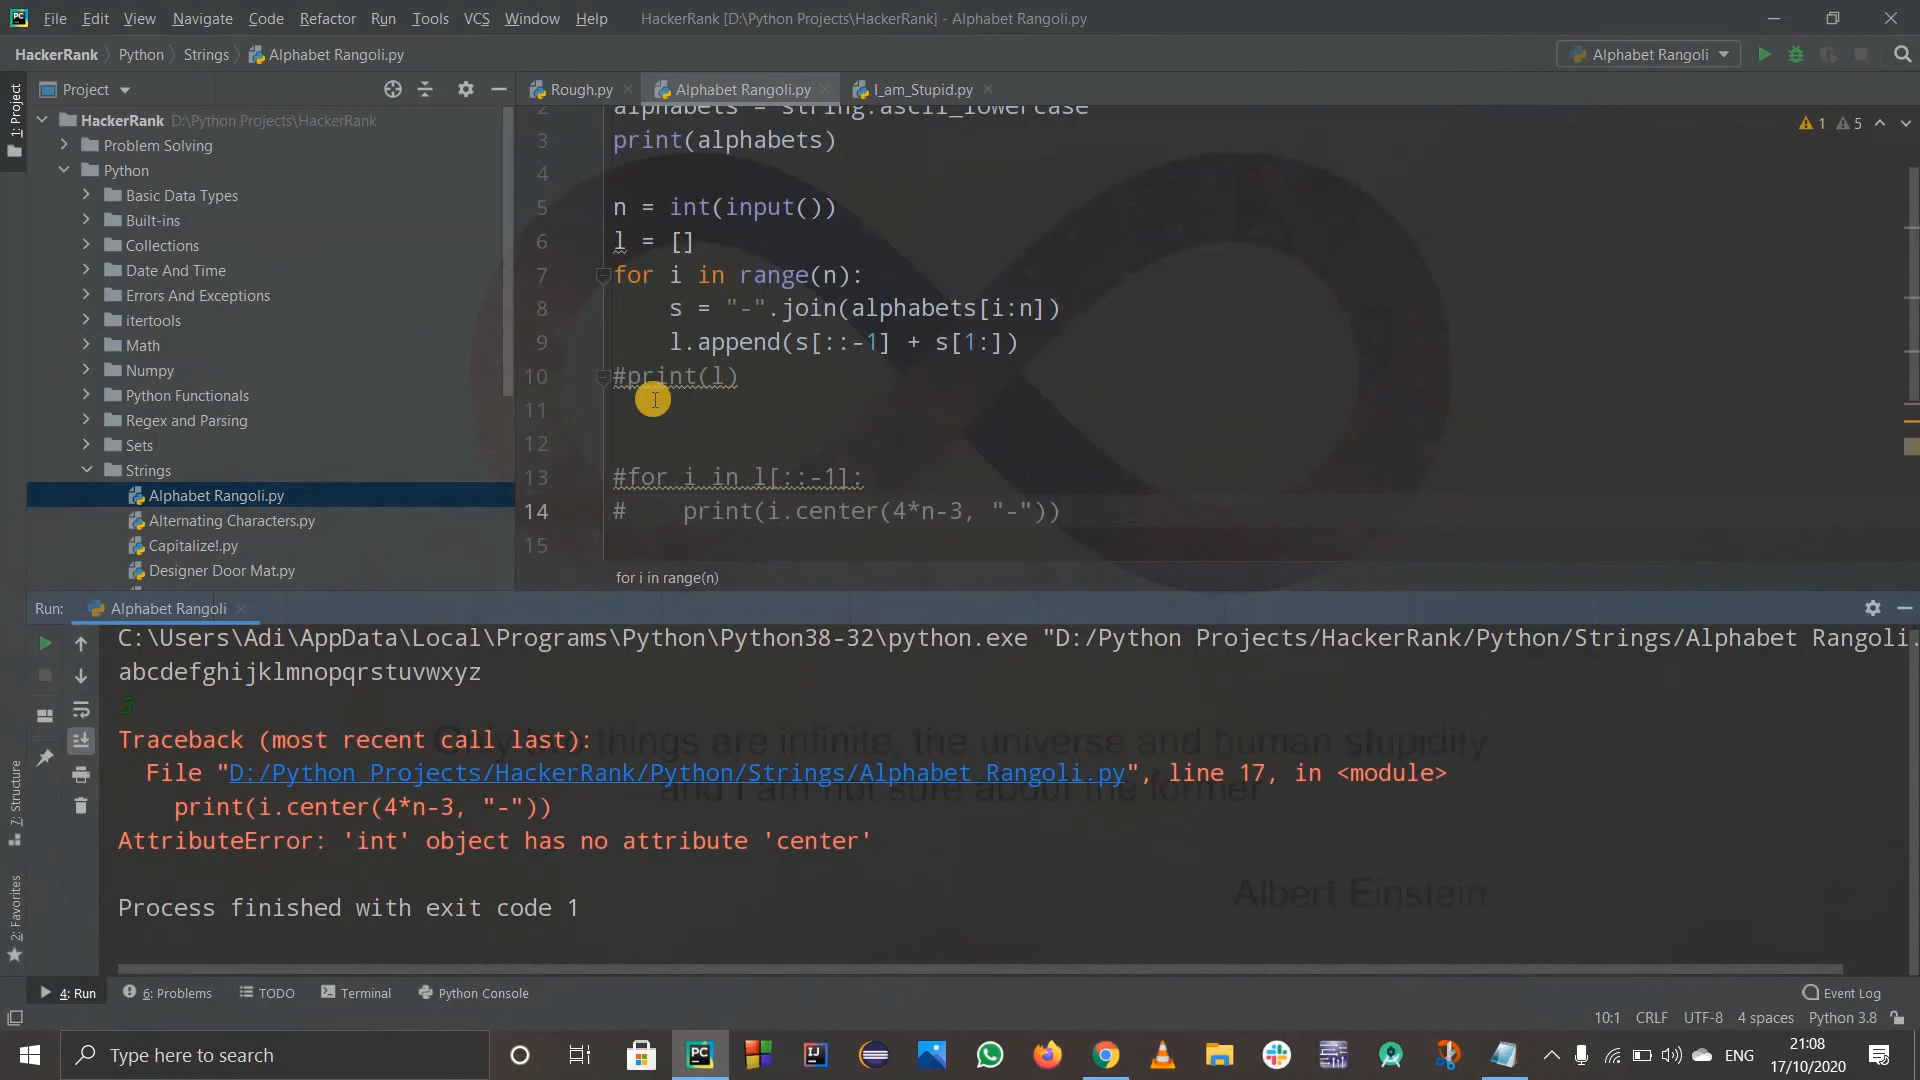 File Edit View Navigate Code Refactor Run Tools VCS Window Help HackerRank [D:\Python Projects\HackerRank] - Alphabet Rangoli.py
HackerRank Python Strings Alphabet Rangoli.py Alphabet Rangoli
Project Rough.py Alphabet Rangoli.py I_am_Stupid.py
1: Project
HackerRank D:\Python Projects\HackerRank
Problem Solving
Python
Basic Data Types
Built-ins
Collections
Date And Time
Errors And Exceptions
itertools
Math
Numpy
Python Functionals
Regex and Parsing
Sets
Strings
Alphabet Rangoli.py
Alternating Characters.py
Capitalize!.py
Designer Door Mat.py
1 5
2 alphabets = string.ascii_lowercase
3 print(alphabets)
4
5 n = int(input())
6 l = []
7 for i in range(n):
8 s = "-".join(alphabets[i:n])
9 l.append(s[::-1] + s[1:])
10 #print(l)
11
12
13 #for i in l[::-1]:
14 # print(i.center(4*n-3, "-"))
15
for i in range(n)
Run: Alphabet Rangoli
C:\Users\Adi\AppData\Local\Programs\Python\Python38-32\python.exe "D:/Python Projects/HackerRank/Python/Strings/Alphabet Rangoli.
abcdefghijklmnopqrstuvwxyz
3
Traceback (most recent call last):
File "D:/Python Projects/HackerRank/Python/Strings/Alphabet Rangoli.py", line 17, in <module>
print(i.center(4*n-3, "-"))
AttributeError: 'int' object has no attribute 'center'
Process finished with exit code 1
things are infinite, the universe and human stupidity
and I am not sure about the former
Albert Einstein
7: Structure
2: Favorites
4: Run 6: Problems TODO Terminal Python Console Event Log
10:1 CRLF UTF-8 4 spaces Python 3.8
Type here to search
ENG
21:08
17/10/2020